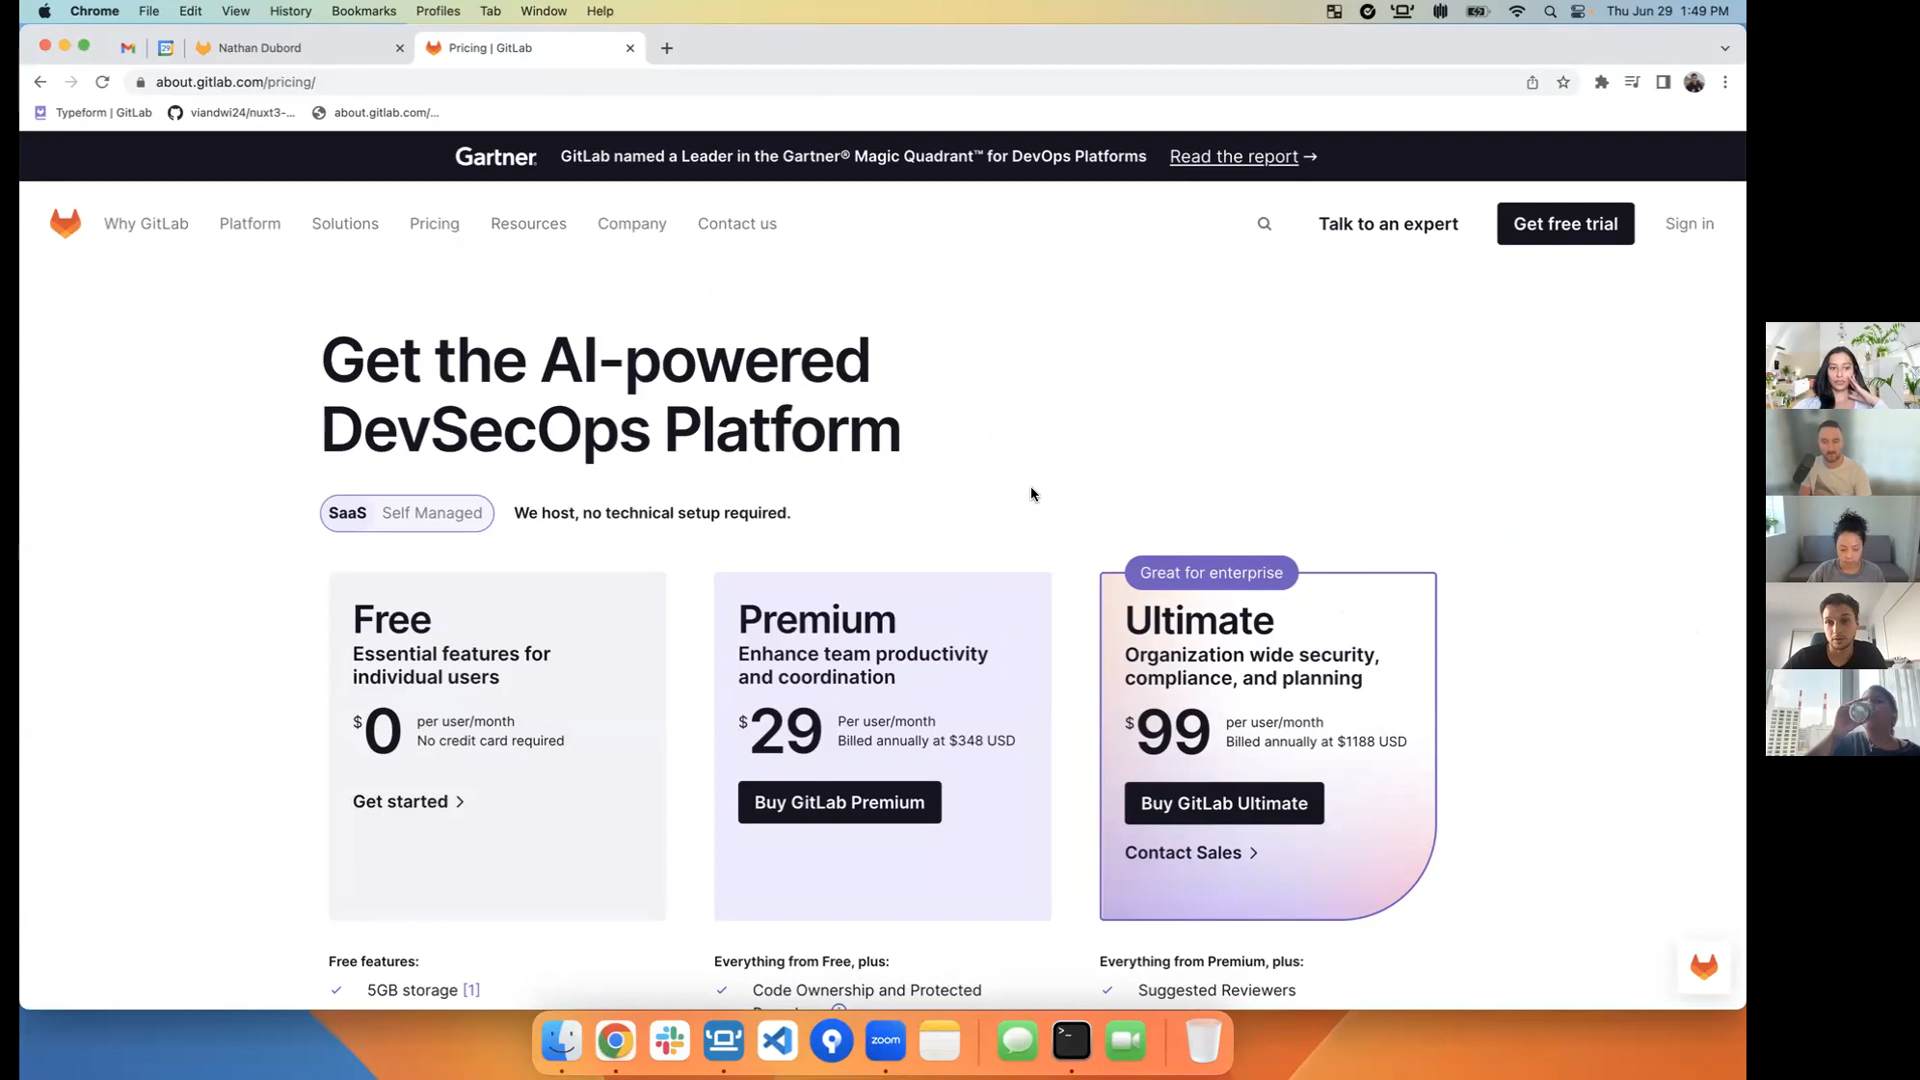 Chrome File Edit View History Bookmarks Profiles Tab Window Help
Thu Jun 29 1:49 PM
Nathan Dubord
Pricing | GitLab
about.gitlab.com/pricing/
Typeform | GitLab
viandwi24/nuxt3-...
about.gitlab.com/...
Gartner GitLab named a Leader in the Gartner® Magic Quadrant™ for DevOps Platforms Read the report →
Why GitLab Platform Solutions Pricing Resources Company Contact us
Talk to an expert
Get free trial
Sign in
Get the AI-powered
DevSecOps Platform
SaaS Self Managed We host, no technical setup required.
Free
Essential features for
individual users
$0
per user/month
No credit card required
Get started
Free features:
5GB storage [1]
Premium
Enhance team productivity
and coordination
$29
Per user/month
Billed annually at $348 USD
Buy GitLab Premium
Everything from Free, plus:
Code Ownership and Protected
Great for enterprise
Ultimate
Organization wide security,
compliance, and planning
$99
per user/month
Billed annually at $1188 USD
Buy GitLab Ultimate
Contact Sales
Everything from Premium, plus:
Suggested Reviewers
zoom